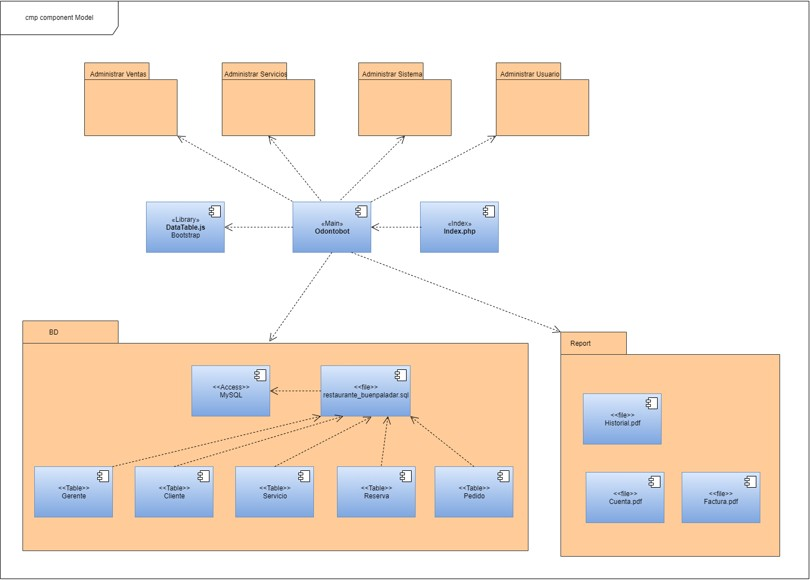 cmp component Model
Administrar Ventas
Administrar Servicios
Administrar Sistema
Administrar Usuario
«Library»
DataTable.js
Bootstrap
«Main»
Odontobot
«Index»
Index.php
BD
<<Access>>
MySQL
<<file>>
restaurante_buenpaladar.sql
<<Table>>
Gerente
<<Table>>
Cliente
<<Table>>
Servicio
<<Table>>
Reserva
<<Table>>
Pedido
Report
<<file>>
Historial.pdf
<<file>>
Cuenta.pdf
<<file>>
Factura.pdf